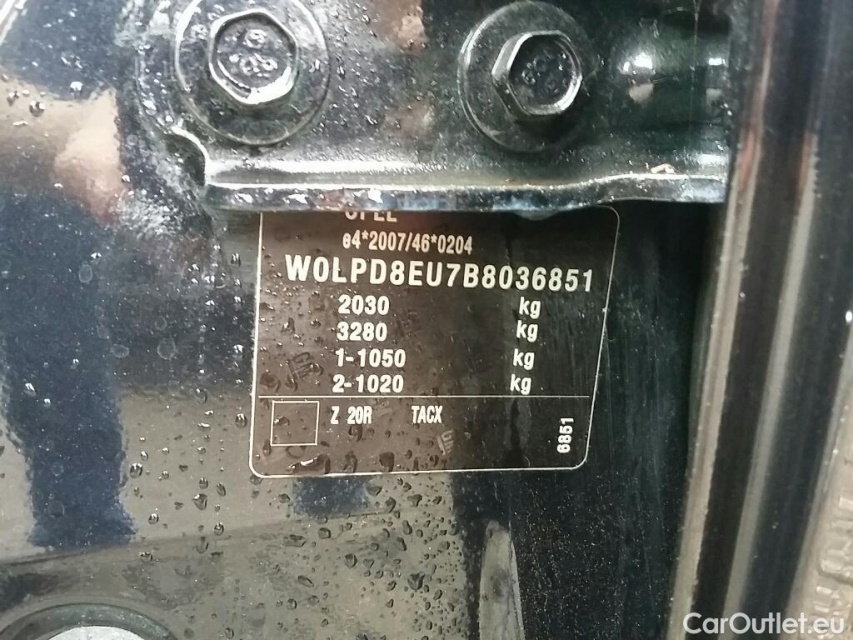 OPEL
e4*2007/46*0204
W0LPD8EU7B8036851
2030 kg
3280 kg
1-1050 kg
2-1020 kg
Z 20R TACX
6851
CarOutlet.eu